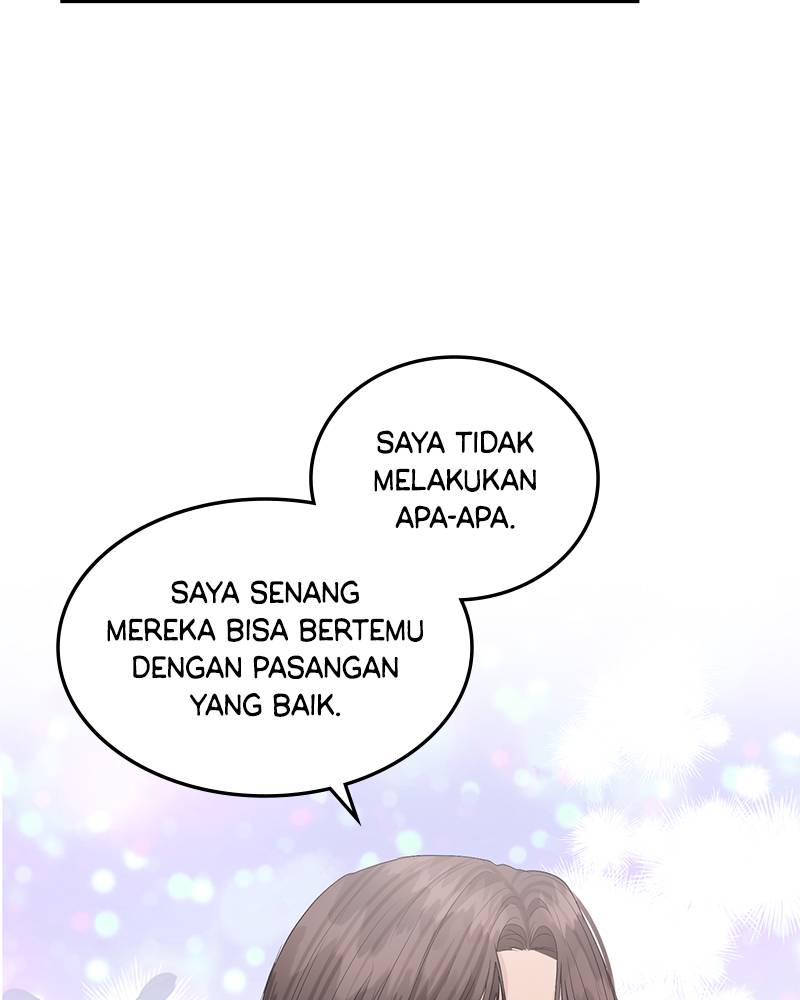 SAYA TIDAK
MELAKUKAN
APA-APA.
SAYA SENANG
MEREKA BISA BERTEMU
DENGAN PASANGAN
YANG BAIK.